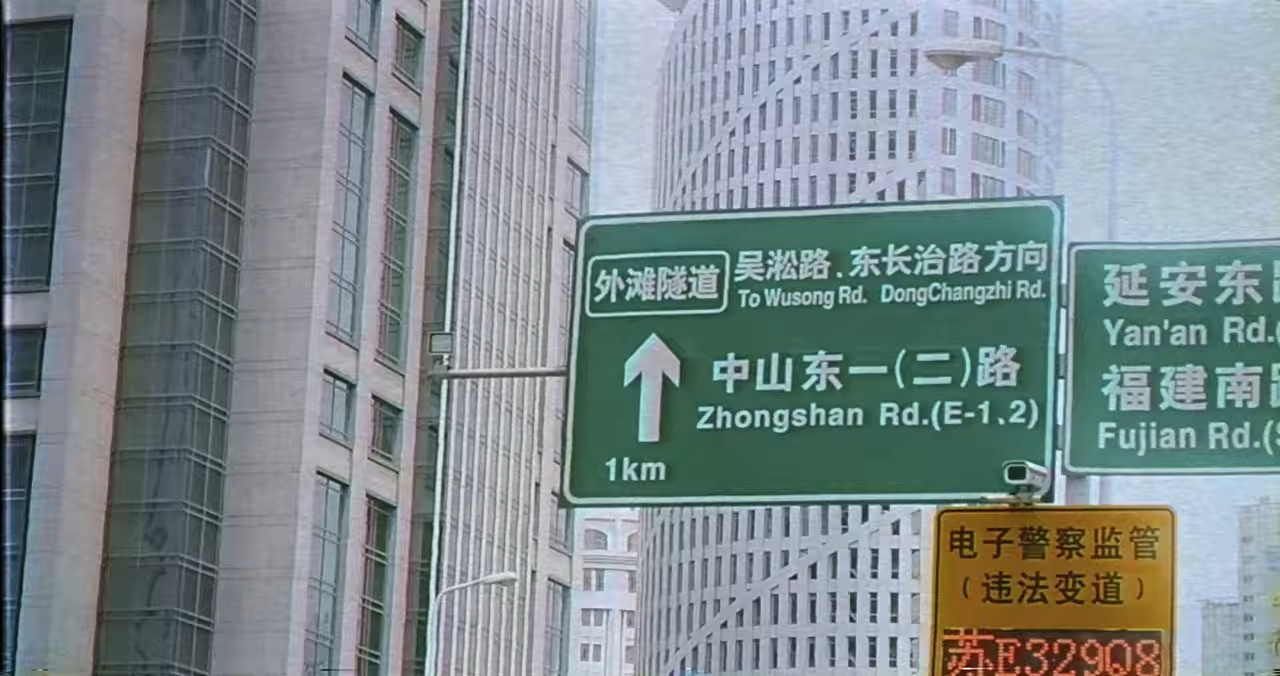 外滩隧道
吴淞路.东长治路方向
To Wusong Rd. DongChangzhi Rd.
中山东一(二)路
Zhongshan Rd.(E-1.2)
1km
延安东
Yan'an Rd.(
福建南路
Fujian Rd.(S
电子警察监管
(违法变道)
苏E329Q8